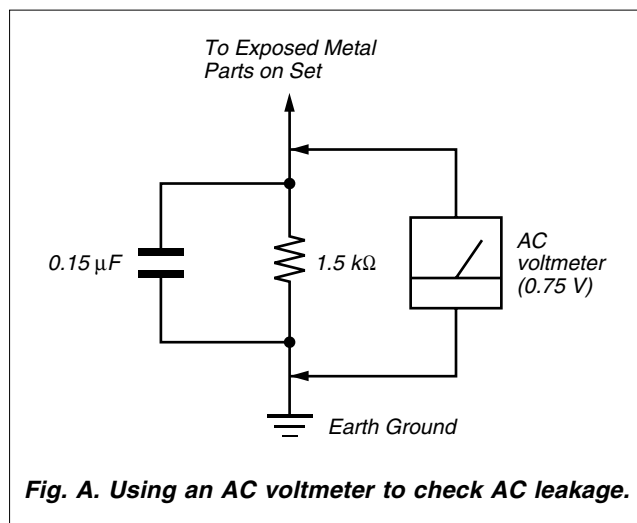 To Exposed Metal
Parts on Set
0.15 μF
1.5 kΩ
AC
voltmeter
(0.75 V)
Earth Ground
Fig. A. Using an AC voltmeter to check AC leakage.